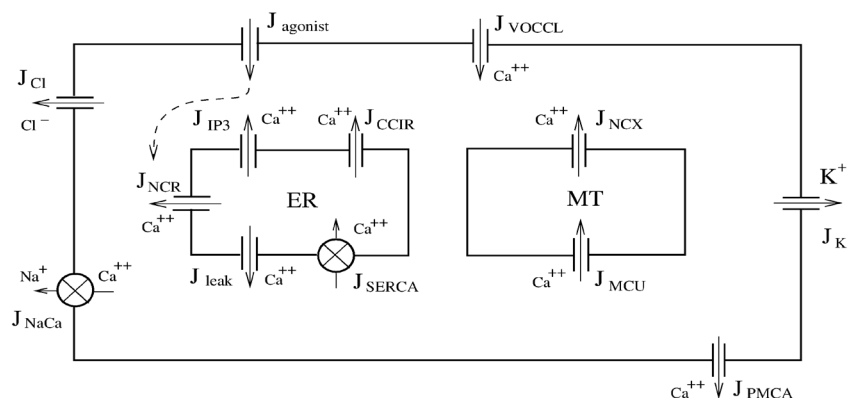 J agonist
J VOCCL
Ca++
J Cl
Cl−
J IP3
Ca++
Ca++
J CCIR
Ca++
J NCX
J NCR
Ca++
ER
MT
K+
J K
Ca++
J leak
Ca++
J SERCA
Ca++
J MCU
Na+
Ca++
J NaCa
Ca++
J PMCA